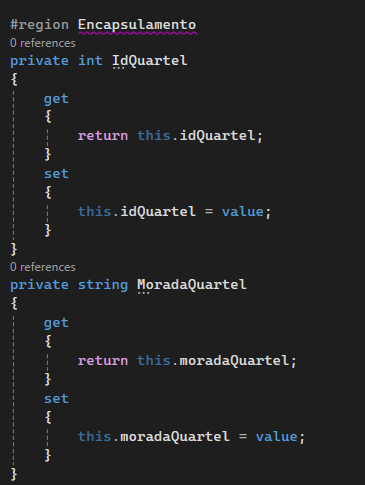 #region Encapsulamento
0 references
private int IdQuartel
{
get
{
return this.idQuartel;
}
set
{
this.idQuartel = value;
}
}
0 references
private string MoradaQuartel
{
get
{
return this.moradaQuartel;
}
set
{
this.moradaQuartel = value;
}
}